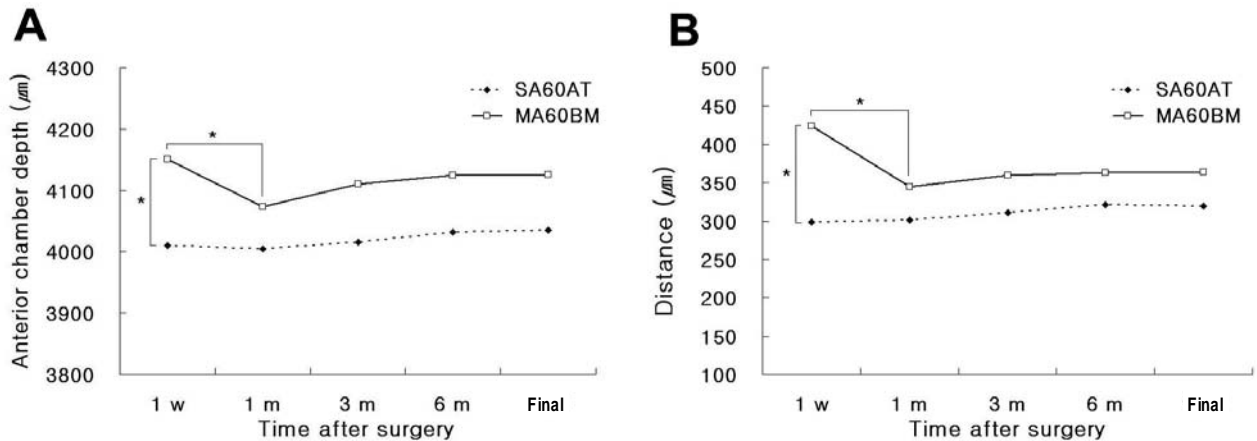 A
Anterior chamber depth (㎛)
4300
4200
4100
4000
3900
3800
SA60AT
MA60BM
*
*
1 w 1 m 3 m 6 m Final
Time after surgery
B
Distance (㎛)
500
450
400
350
300
250
200
150
100
SA60AT
MA60BM
*
*
1 w 1 m 3 m 6 m Final
Time after surgery